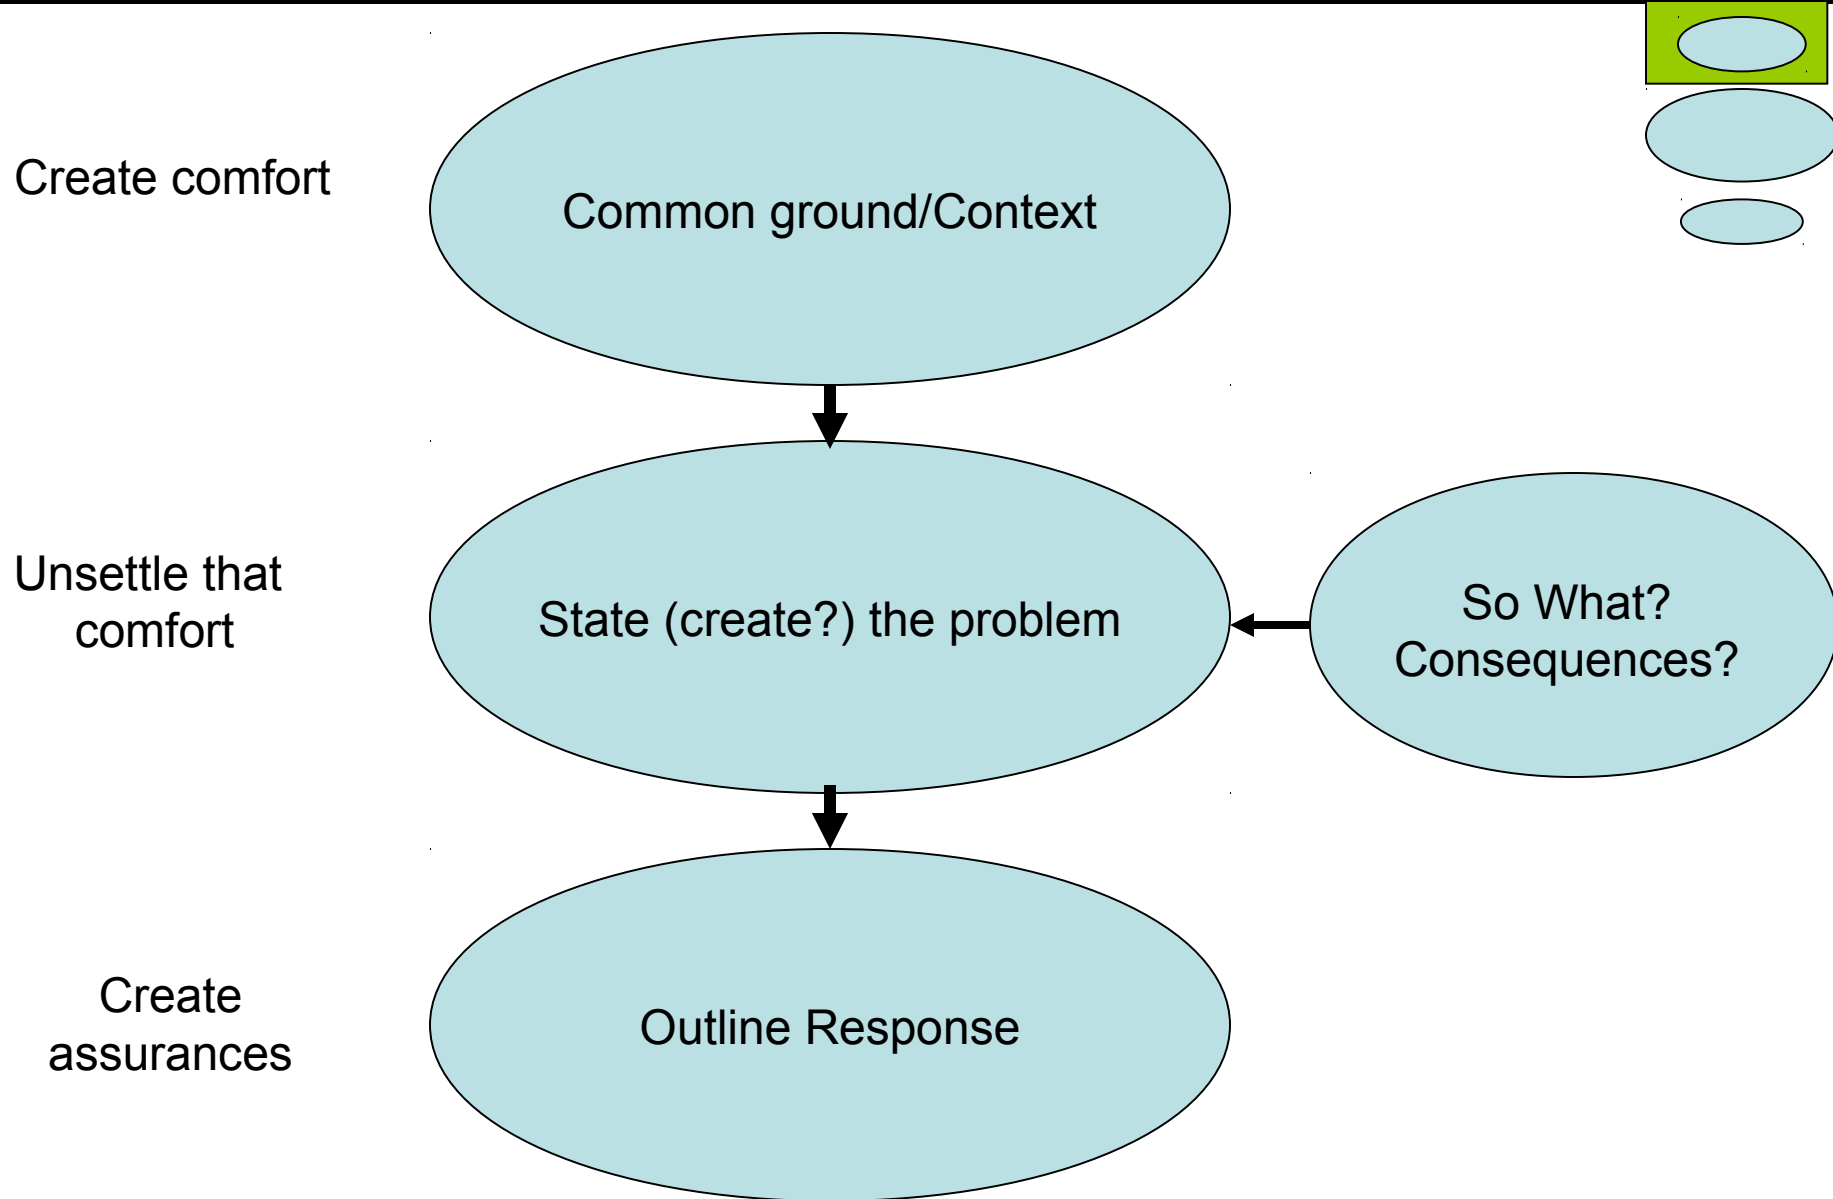 Create comfort
Common ground/Context
Unsettle that
comfort
State (create?) the problem
So What?
Consequences?
Create
assurances
Outline Response